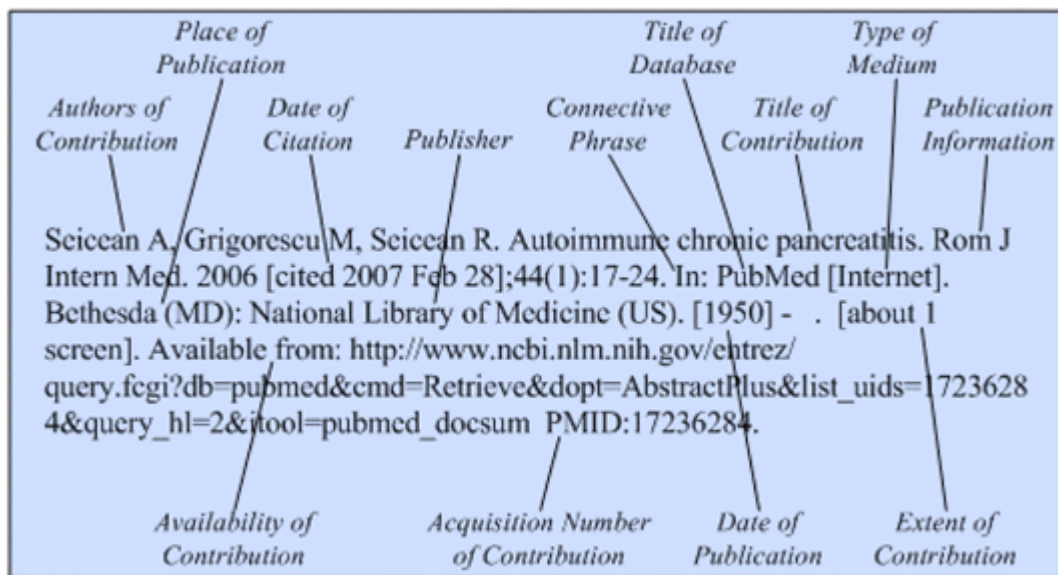 Place of
Publication
Title of
Database
Type of
Medium
Authors of
Contribution
Date of
Citation
Publisher
Connective
Phrase
Title of
Contribution
Publication
Information
Scicean A, Grigorescu M, Scicean R. Autoimmune chronic pancreatitis. Rom J
Intern Med. 2006 [cited 2007 Feb 28];44(1):17-24. In: PubMed [Internet].
Bethesda (MD): National Library of Medicine (US). [1950] -   .  [about 1
screen]. Available from: http://www.ncbi.nlm.nih.gov/entrez/
query.fcgi?db=pubmed&cmd=Retrieve&dopt=AbstractPlus&list_uids=1723628
4&query_hl=2&itool=pubmed_docsum  PMID:17236284.
Availability of
Contribution
Acquisition Number
of Contribution
Date of
Publication
Extent of
Contribution